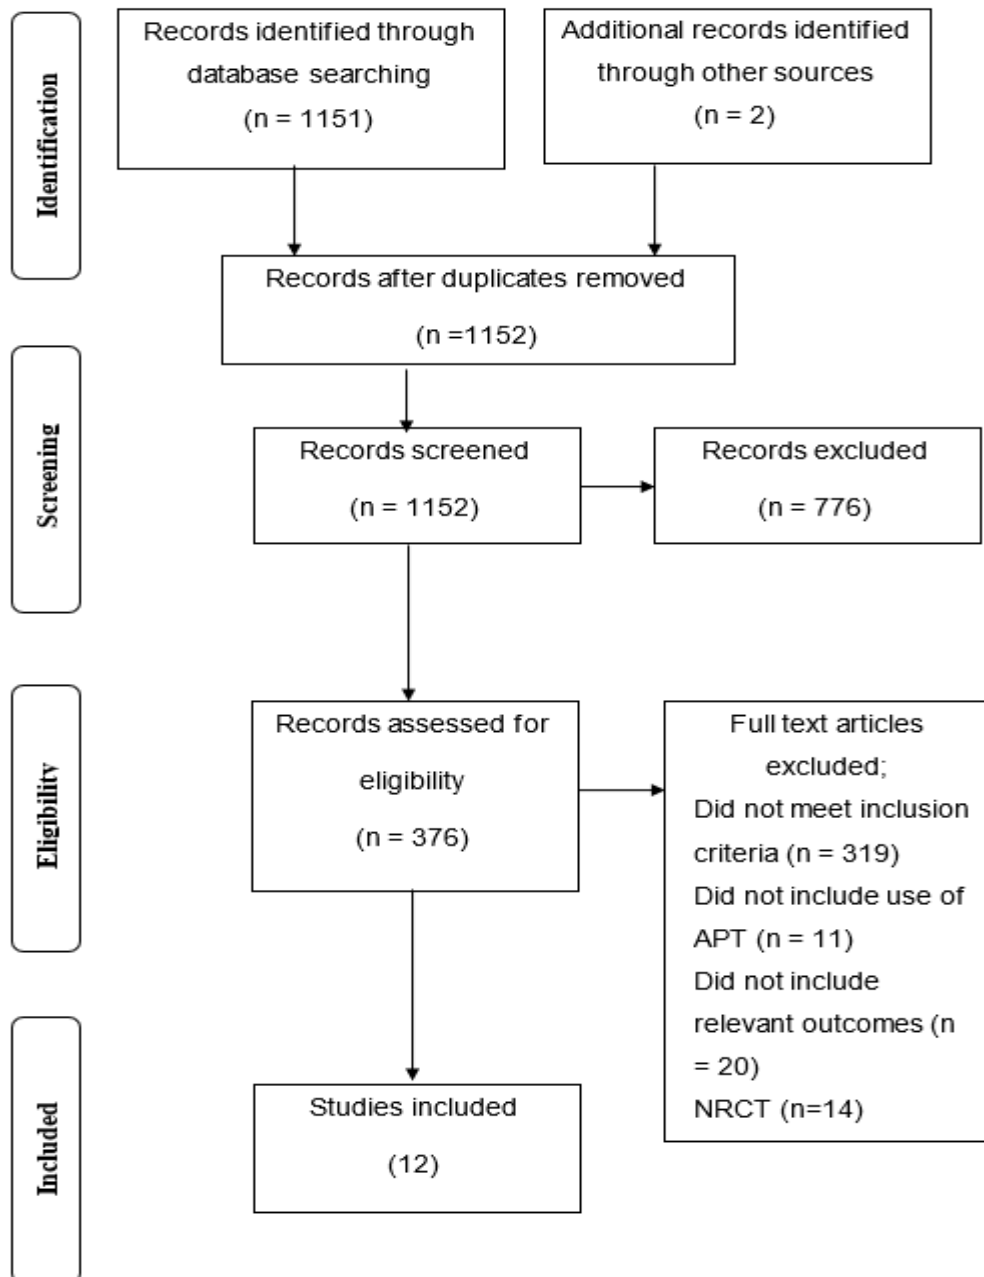 Identification
Records identified through
database searching
(n = 1151)
Additional records identified
through other sources
(n = 2)
Records after duplicates removed
(n =1152)
Screening
Records screened
(n = 1152)
Records excluded
(n = 776)
Eligibility
Records assessed for
eligibility
(n = 376)
Full text articles
excluded;
Did not meet inclusion
criteria (n = 319)
Did not include use of
APT (n = 11)
Did not include
relevant outcomes (n
= 20)
NRCT (n=14)
Included
Studies included
(12)